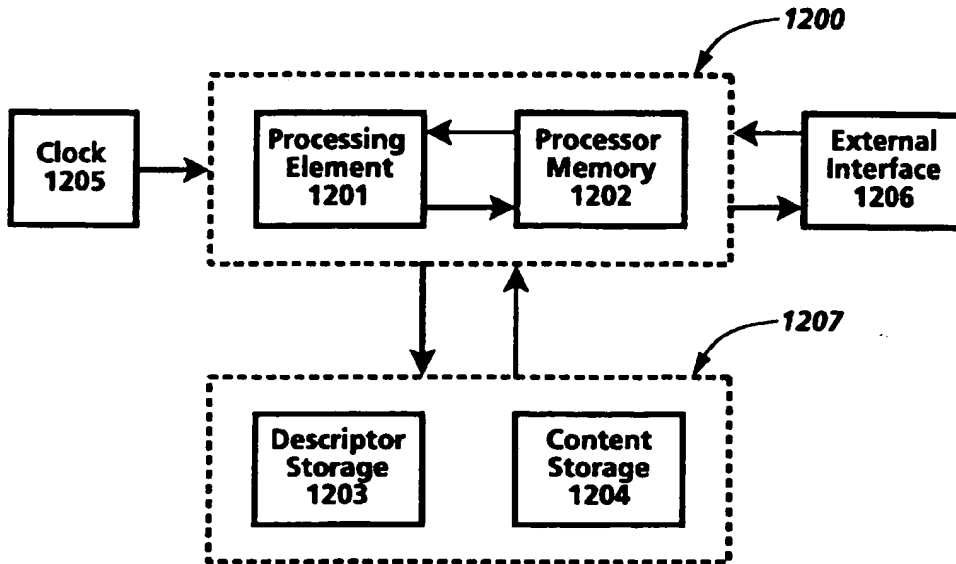 1200
Clock
1205
Processing
Element
1201
Processor
Memory
1202
External
Interface
1206
1207
Descriptor
Storage
1203
Content
Storage
1204